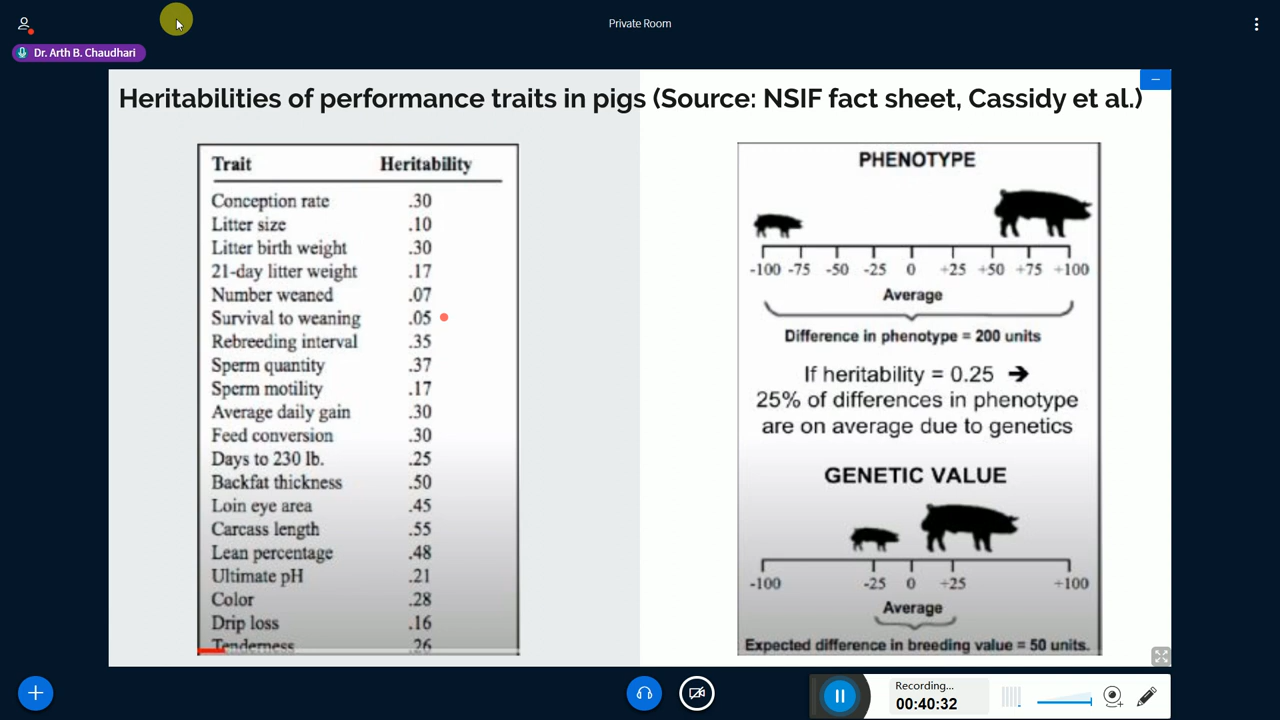 Private Room
Dr. Arth B. Chaudhari
Heritabilities of performance traits in pigs (Source: NSIF fact sheet, Cassidy et al.)
Trait Heritability
Conception rate .30
Litter size .10
Litter birth weight .30
21-day litter weight .17
Number weaned .07
Survival to weaning .05
Rebreeding interval .35
Sperm quantity .37
Sperm motility .17
Average daily gain .30
Feed conversion .30
Days to 230 lb. .25
Backfat thickness .50
Loin eye area .45
Carcass length .55
Lean percentage .48
Ultimate pH .21
Color .28
Drip loss .16
Tenderness .26
PHENOTYPE
-100 -75 -50 -25 0 +25 +50 +75 +100
Average
Difference in phenotype = 200 units
If heritability = 0.25 ➔
25% of differences in phenotype
are on average due to genetics
GENETIC VALUE
-100 -25 0 +25 +100
Average
Expected difference in breeding value = 50 units.
Recording...
00:40:32